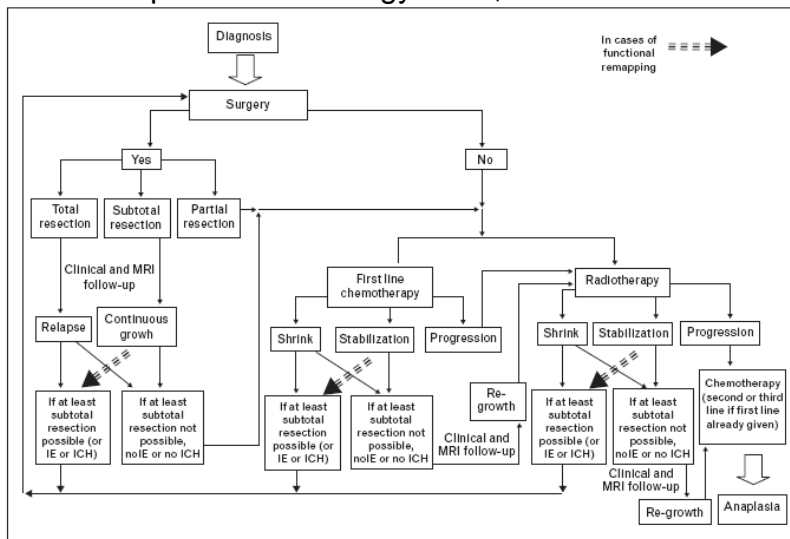 Diagnosis
In cases of
functional
remapping
Surgery
Yes
No
Total
resection
Subtotal
resection
Partial
resection
Clinical and MRI
follow-up
First line
chemotherapy
Radiotherapy
Relapse
Continuous
growh
Shrink
Stabilization
Progression
Shrink
Stabilization
Progression
If at least
subtotal
resection
possible (or
IE or ICH)
If at least
subtotal
resection not
possible,
noIE or no ICH
If at least
subtotal
resection
possible (or
IE or ICH)
If at least
subtotal
resection not
possible,
noIE or no ICH
Re-
growth
Clinical and
MRI follow-up
If at least
subtotal
resection
possible (or
IE or ICH)
If at least
subtotal
resection not
possible,
noIE or no ICH
Chemotherapy
(second or third
line if first line
already given)
Clinical and
MRI follow-up
Re-growth
Anaplasia